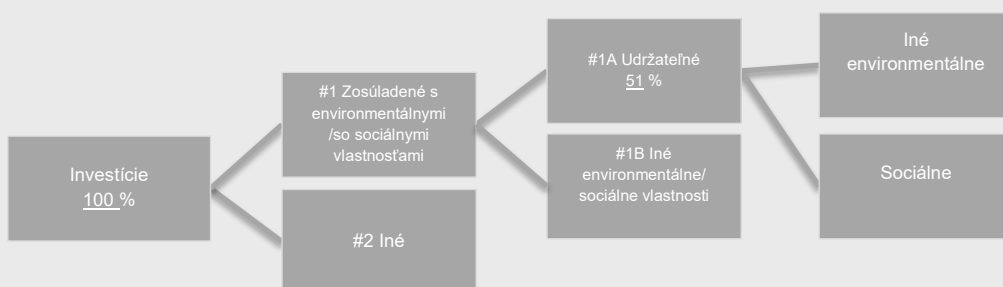 Investície
100 %
#1 Zosúladené s
environmentálnymi
/so sociálnymi
vlastnosťami
#2 Iné
#1A Udržateľné
51 %
#1B Iné
environmentálne/
sociálne vlastnosti
Iné
environmentálne
Sociálne